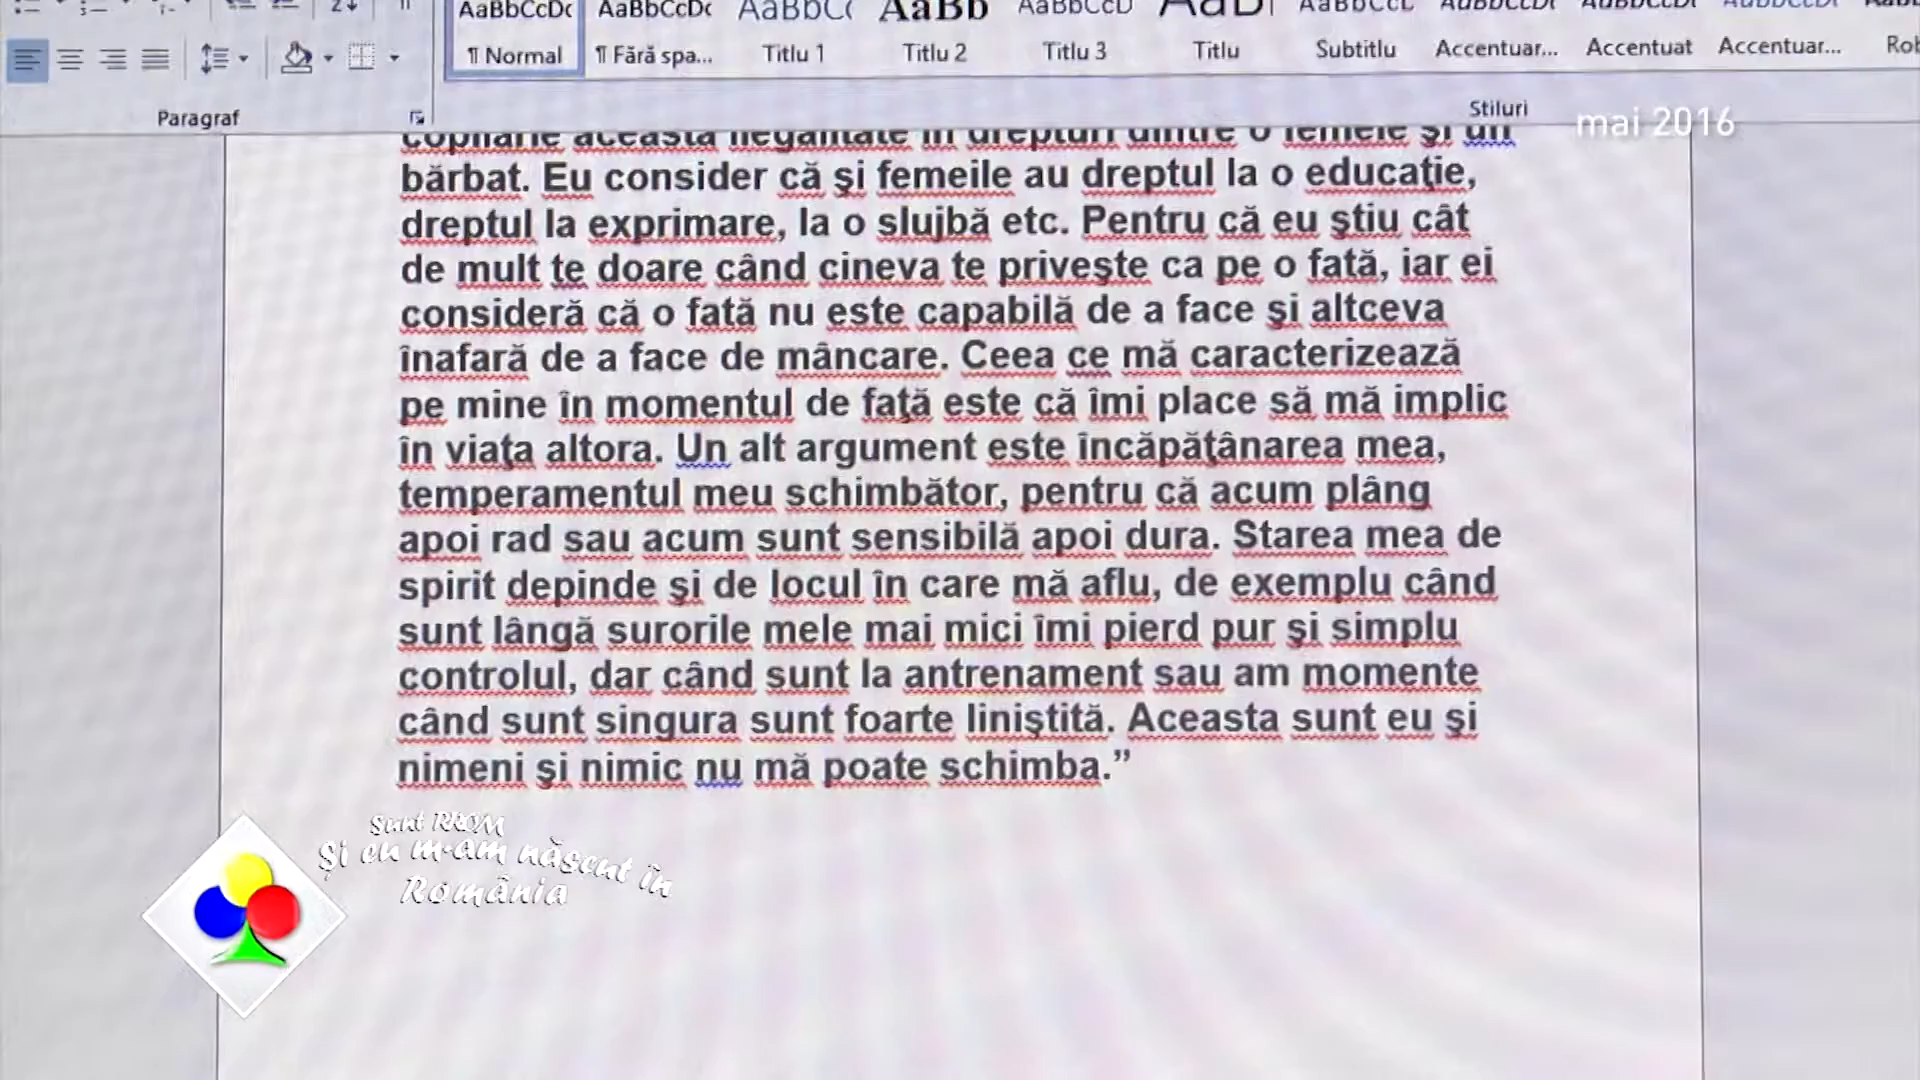 AaBbCcDc AaBbCcDc AaBbC( AaBb AaBbCcD
¶ Normal ¶ Fără spa... Titlu 1 Titlu 2 Titlu 3 Titlu Subtitlu Accentuar... Accentuat Accentuar...
Paragraf Stiluri
mai 2016
copilărie această inegalitate în drepturi dintre o femeie şi un
bărbat. Eu consider că şi femeile au dreptul la o educaţie,
dreptul la exprimare, la o slujbă etc. Pentru că eu ştiu cât
de mult te doare când cineva te priveşte ca pe o fată, iar ei
consideră că o fată nu este capabilă de a face şi altceva
înafară de a face de mâncare. Ceea ce mă caracterizează
pe mine în momentul de faţă este că îmi place să mă implic
în viaţa altora. Un alt argument este încăpăţânarea mea,
temperamentul meu schimbător, pentru că acum plâng
apoi rad sau acum sunt sensibilă apoi dura. Starea mea de
spirit depinde şi de locul în care mă aflu, de exemplu când
sunt lângă surorile mele mai mici îmi pierd pur şi simplu
controlul, dar când sunt la antrenament sau am momente
când sunt singura sunt foarte liniştită. Aceasta sunt eu şi
nimeni şi nimic nu mă poate schimba.”
Sunt RROM
Şi eu m-am născut în
România